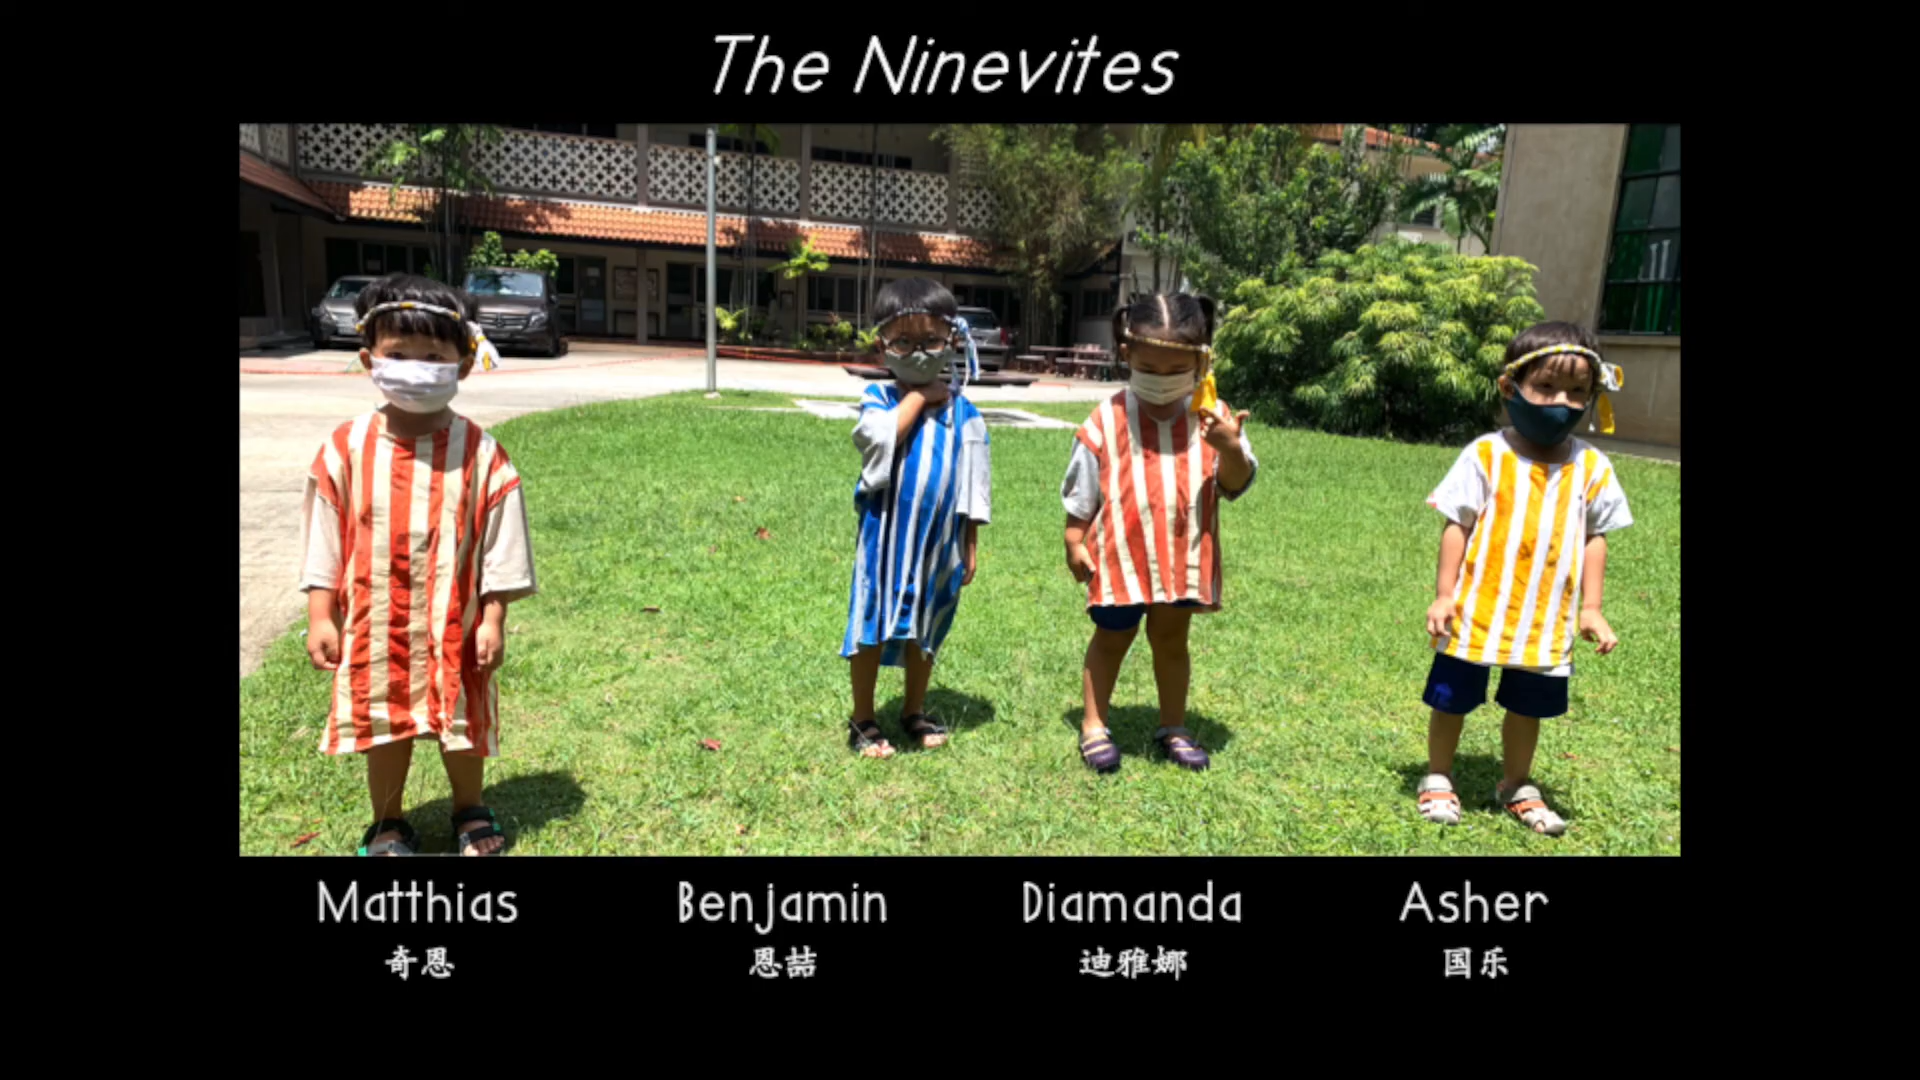 The Ninevites
Matthias
Benjamin
Diamanda
Asher
奇恩
恩喆
迪雅娜
国乐